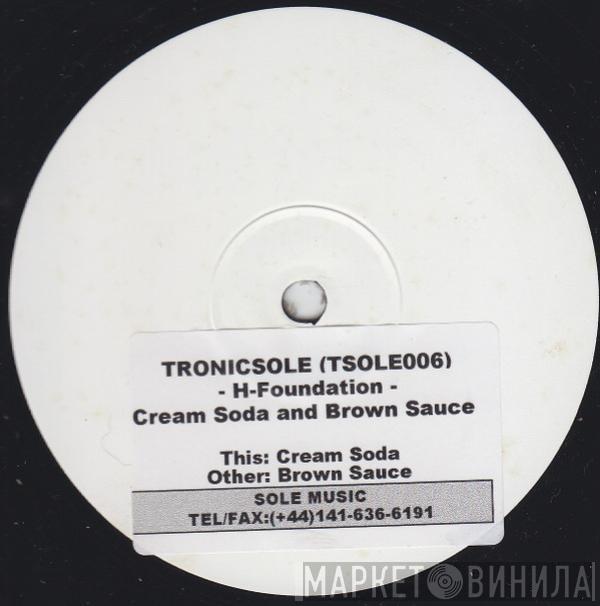 TRONICSOLE (TSOLE006)
- H-Foundation -
Cream Soda and Brown Sauce
This: Cream Soda
Other: Brown Sauce
SOLE MUSIC
TEL/FAX:(+44)141-636-6191
МАРКЕТ ВИНИЛА